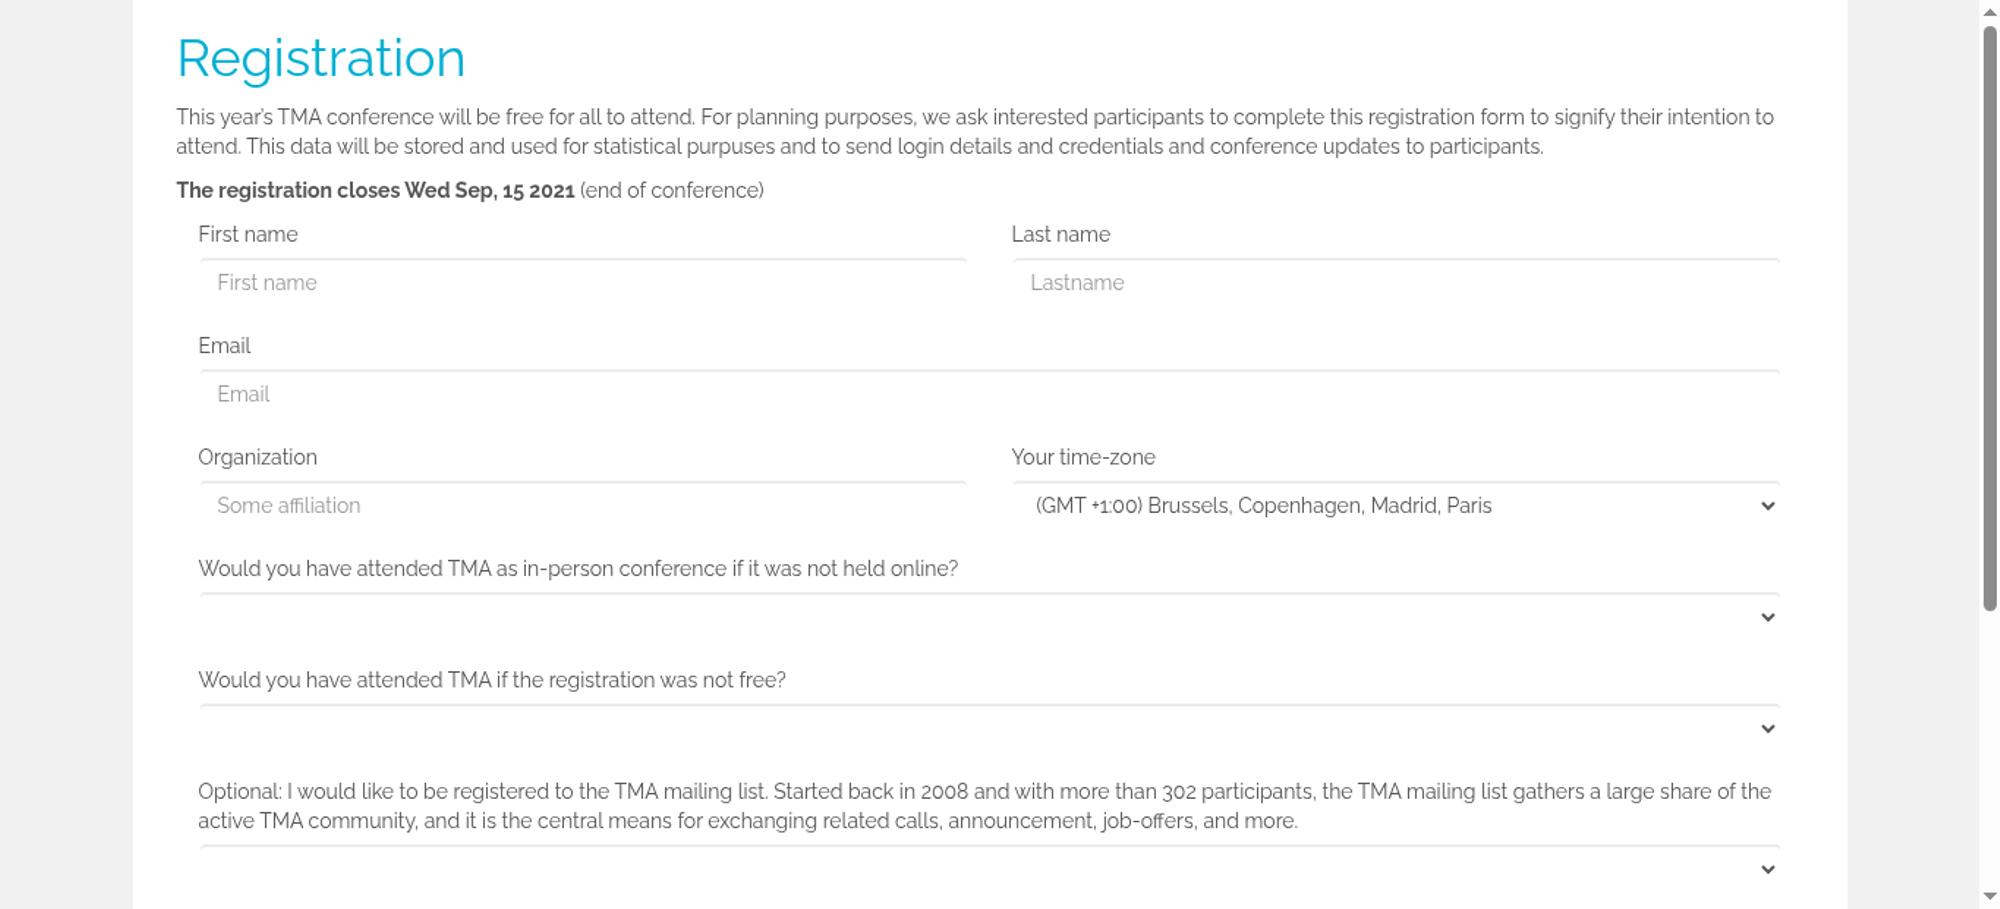 Registration
This year's TMA conference will be free for all to attend. For planning purposes, we ask interested participants to complete this registration form to signify their intention to
attend. This data will be stored and used for statistical purpuses and to send login details and credentials and conference updates to participants.
The registration closes Wed Sep, 15 2021 (end of conference)
First name
Last name
First name
Lastname
Email
Email
Organization
Your time-zone
Some affiliation
(GMT +1:00) Brussels, Copenhagen, Madrid, Paris
Would you have attended TMA as in-person conference if it was not held online?
Would you have attended TMA if the registration was not free?
Optional: I would like to be registered to the TMA mailing list. Started back in 2008 and with more than 302 participants, the TMA mailing list gathers a large share of the
active TMA community, and it is the central means for exchanging related calls, announcement, job-offers, and more.